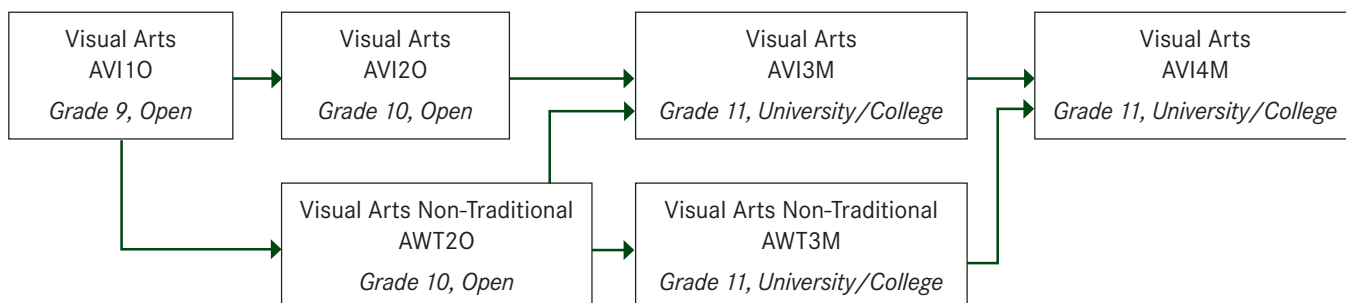 Visual Arts
AVI1O
Grade 9, Open
Visual Arts
AVI2O
Grade 10, Open
Visual Arts
AVI3M
Grade 11, University/College
Visual Arts
AVI4M
Grade 11, University/College
Visual Arts Non-Traditional
AWT2O
Grade 10, Open
Visual Arts Non-Traditional
AWT3M
Grade 11, University/College